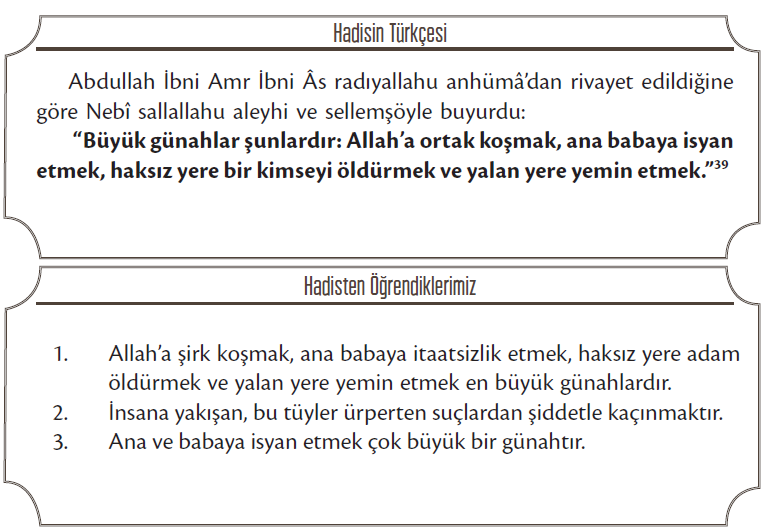 Hadisin Türkçesi
Abdullah İbni Amr İbni Âs radıyallahu anhümâ’dan rivayet edildiğine
göre Nebî sallallahu aleyhi ve sellemşöyle buyurdu:
“Büyük günahlar şunlardır: Allah’a ortak koşmak, ana babaya isyan
etmek, haksız yere bir kimseyi öldürmek ve yalan yere yemin etmek.”³⁹
Hadisten Öğrendiklerimiz
1. Allah’a şirk koşmak, ana babaya itaatsizlik etmek, haksız yere adam
öldürmek ve yalan yere yemin etmek en büyük günahlardır.
2. İnsana yakışan, bu tüyler ürperten suçlardan şiddetle kaçınmaktır.
3. Ana ve babaya isyan etmek çok büyük bir günahtır.